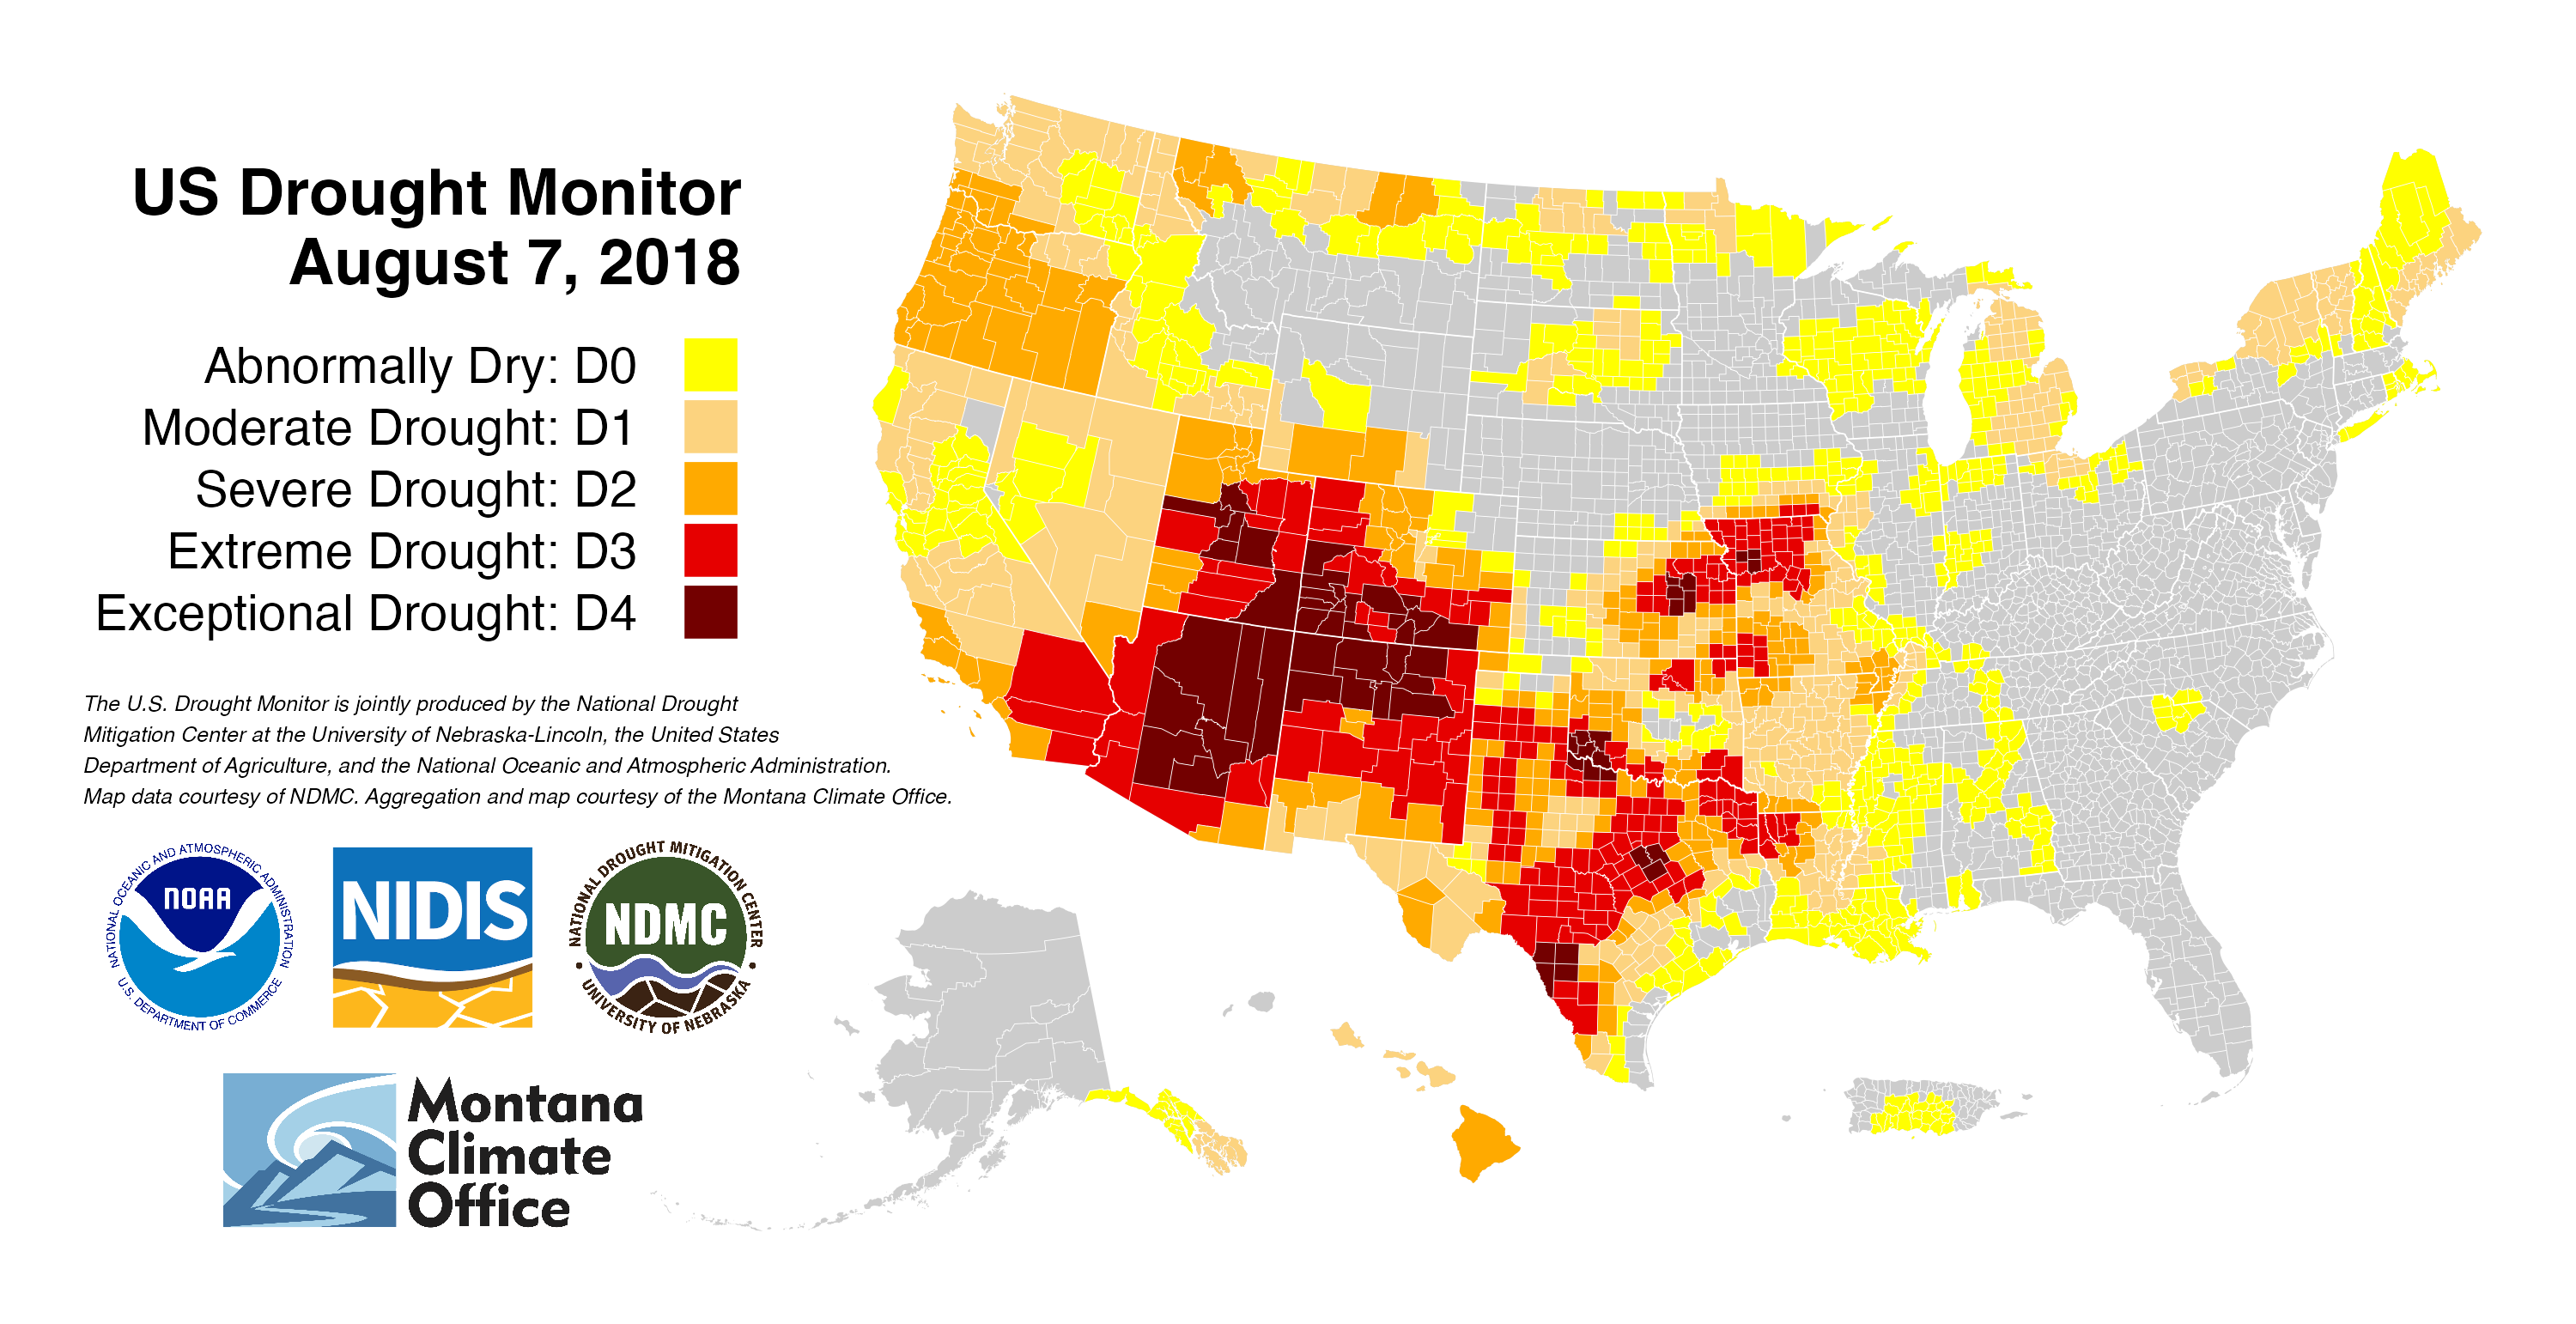 US Drought Monitor
August 7, 2018
Abnormally Dry: D0
Moderate Drought: D1
Severe Drought: D2
Extreme Drought: D3
Exceptional Drought: D4
The U.S. Drought Monitor is jointly produced by the National Drought
Mitigation Center at the University of Nebraska-Lincoln, the United States
Department of Agriculture, and the National Oceanic and Atmospheric Administration.
Map data courtesy of NDMC. Aggregation and map courtesy of the Montana Climate Office.
NATIONAL OCEANIC AND ATMOSPHERIC ADMINISTRATION
NOAA
U.S. DEPARTMENT OF COMMERCE
NIDIS
NATIONAL DROUGHT MITIGATION CENTER
NDMC
UNIVERSITY OF NEBRASKA
Montana
Climate
Office